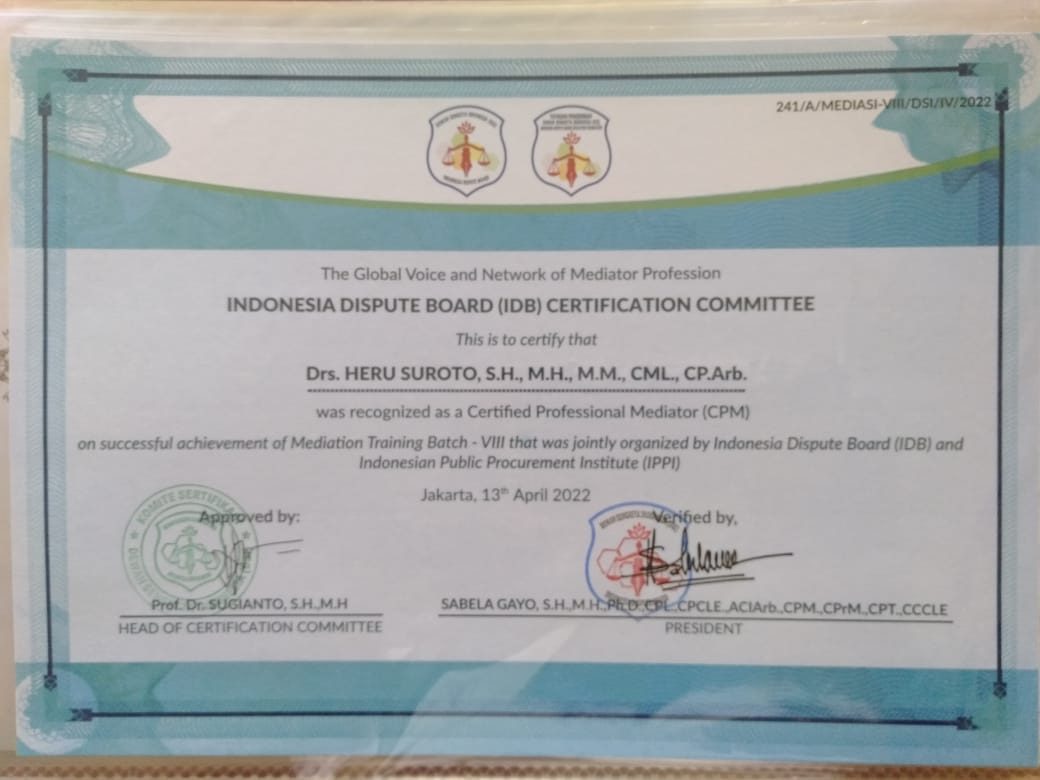 241/A/MEDIASI-VIII/DSI/IV/2022
The Global Voice and Network of Mediator Profession
INDONESIA DISPUTE BOARD (IDB) CERTIFICATION COMMITTEE
This is to certify that
Drs. HERU SUROTO, S.H., M.H., M.M., CML., CP.Arb.
was recognized as a Certified Professional Mediator (CPM)
on successful achievement of Mediation Training Batch - VIII that was jointly organized by Indonesia Dispute Board (IDB) and
Indonesian Public Procurement Institute (IPPI)
Jakarta, 13th April 2022
KOMITE SERTIFIKASI
Approved by:
Verified by,
Prof. Dr. SUGIANTO, S.H.,M.H
HEAD OF CERTIFICATION COMMITTEE
SABELA GAYO, S.H.,M.H.,Ph.D.,CPL.,CPCLE.,ACIArb.,CPM.,CPrM.,CPT.,CCCLE
PRESIDENT